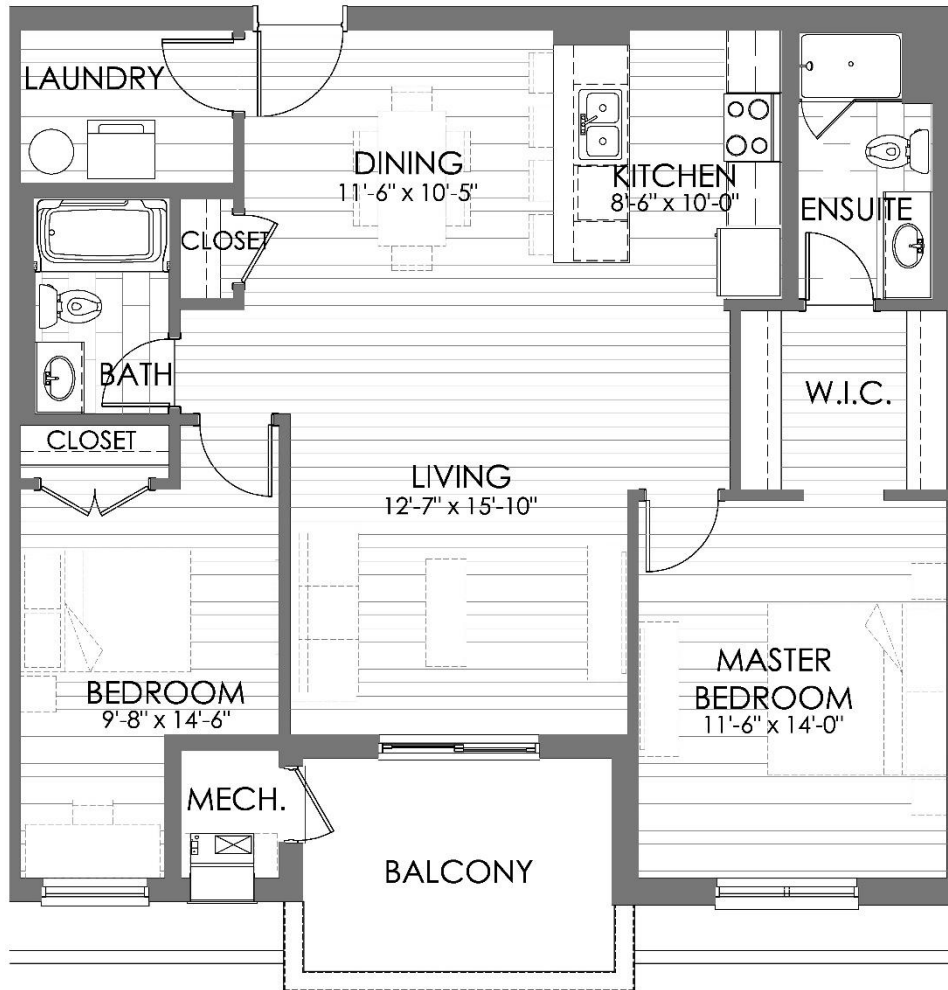 LAUNDRY
DINING
11'-6" x 10'-5"
KITCHEN
8'-6" x 10'-0"
ENSUITE
CLOSET
BATH
W.I.C.
CLOSET
LIVING
12'-7" x 15'-10"
MASTER
BEDROOM
11'-6" x 14'-0"
BEDROOM
9'-8" x 14'-6"
MECH.
BALCONY